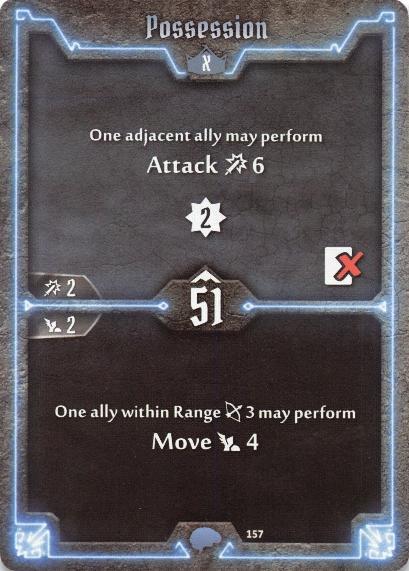 Possession
X
One adjacent ally may perform
Attack 6
2
2
51
2
One ally within Range 3 may perform
Move 4
157